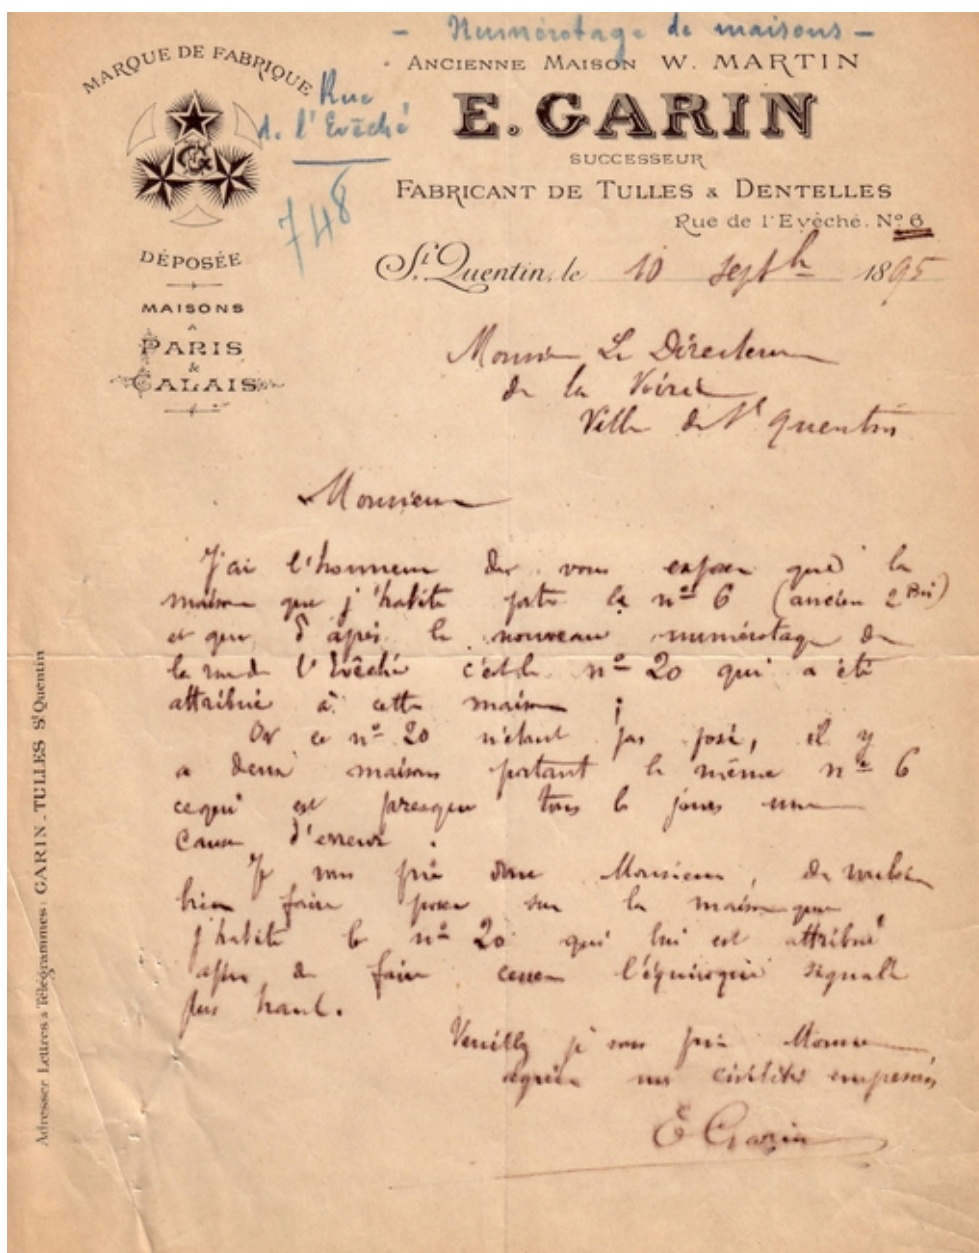 - Numérotage de maisons -
MARQUE DE FABRIQUE
Rue
de l'Evêché
748
DÉPOSÉE
MAISONS
A
PARIS
&
CALAIS
ANCIENNE MAISON W. MARTIN
E. GARIN
SUCCESSEUR
FABRICANT DE TULLES & DENTELLES
Rue de l'Evêché. N° 6
St. Quentin, le 10 septbr 1895
Monsieur Le Directeur
de la Voirie
Ville de St Quentin
Monsieur
J'ai l'honneur de vous exposer que la
maison que j'habite porte le n° 6 (ancien 2 Bis)
et que d'après le nouveau numérotage de
la rue de l'Evêché c'est le n° 20 qui a été
attribué à cette maison ;
Or ce n° 20 n'étant pas posé, il y
a deux maisons portant le même n° 6
ce qui est presque tous les jours une
cause d'erreur.
Je vous prie donc Monsieur, de vouloir
bien faire poser sur la maison que
j'habite le n° 20 qui lui est attribué
afin de faire cesser l'équivoque signalé
plus haut.
Veuillez je vous prie Monsieur
agréer mes civilités empressées
E Garin
Adresser Lettres & Télégrammes: GARIN_TULLES St Quentin